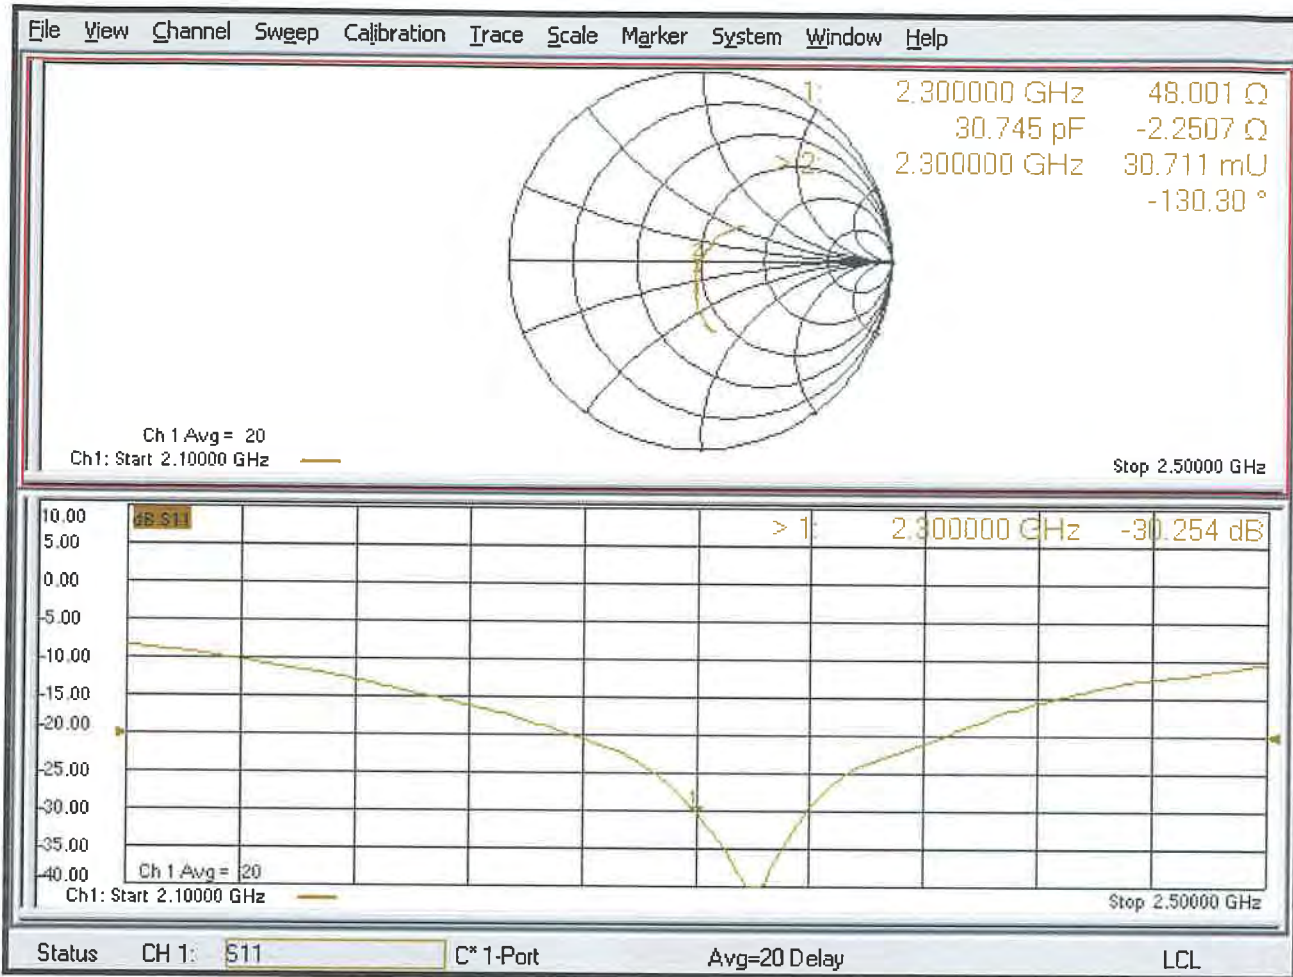 File View Channel Sweep Calibration Trace Scale Marker System Window Help
1: 2.300000 GHz 48.001 Ω
30.745 pF -2.2507 Ω
> 2: 2.300000 GHz 30.711 mU
-130.30 °
2
Ch 1 Avg = 20
Ch1: Start 2.10000 GHz
Stop 2.50000 GHz
10.00
dB S11
> 1: 2.300000 GHz -30.254 dB
5.00
0.00
-5.00
-10.00
-15.00
-20.00
-25.00
-30.00
1
-35.00
-40.00
Ch 1 Avg = 20
Ch1: Start 2.10000 GHz
Stop 2.50000 GHz
Status CH 1: S11 C* 1-Port Avg=20 Delay LCL